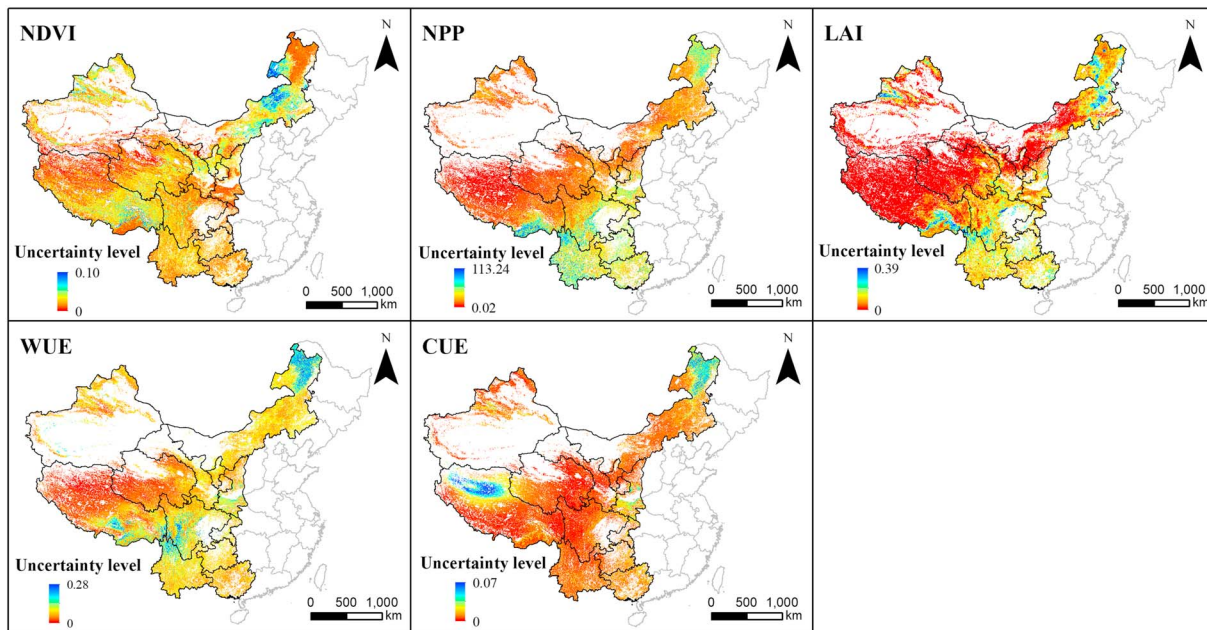 NDVI
N
Uncertainty level
0.10
0
0 500 1,000
km
NPP
N
Uncertainty level
113.24
0.02
0 500 1,000
km
LAI
N
Uncertainty level
0.39
0
0 500 1,000
km
WUE
N
Uncertainty level
0.28
0
0 500 1,000
km
CUE
N
Uncertainty level
0.07
0
0 500 1,000
km